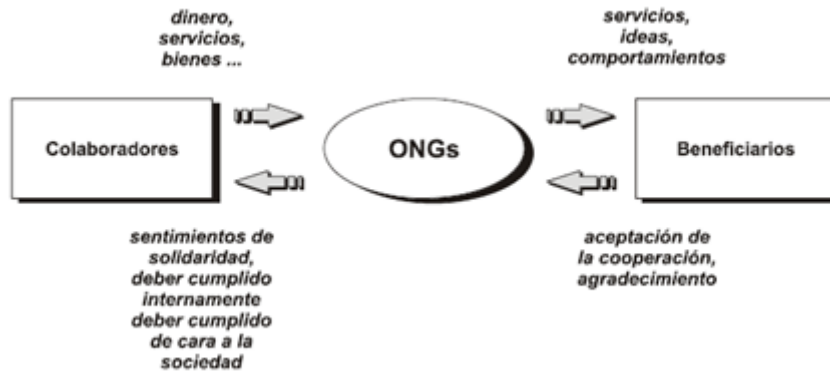 dinero,
servicios,
bienes ...
servicios,
ideas,
comportamientos
Colaboradores
ONGs
Beneficiarios
sentimientos de
solidaridad,
deber cumplido
internamente
deber cumplido
de cara a la
sociedad
aceptación de
la cooperación,
agradecimiento